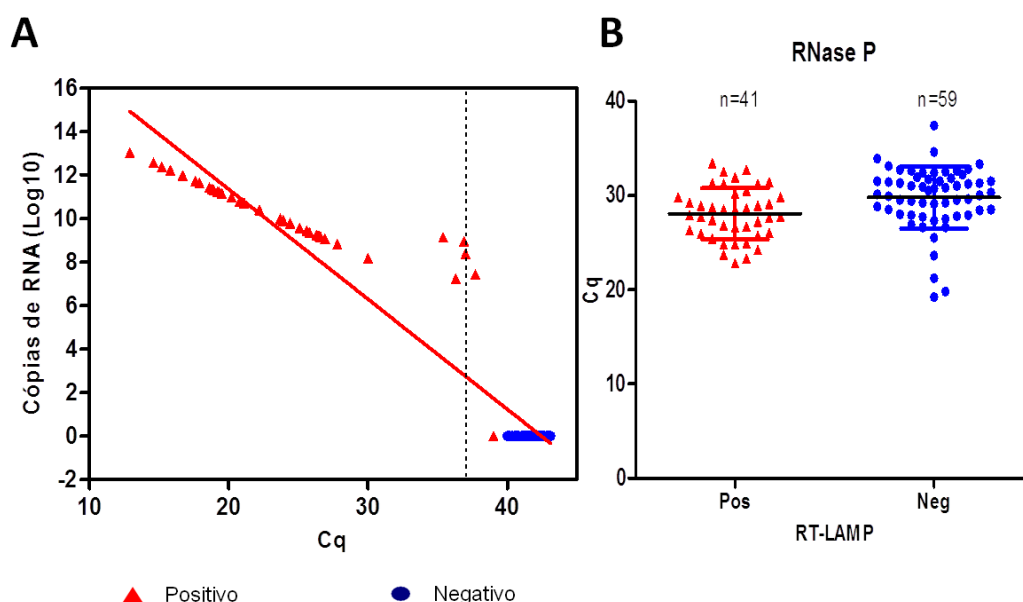 A
Cópias de RNA (Log10)
16
14
12
10
8
6
4
2
0
-2
10
20
30
40
Cq
Positivo
Negativo
B
RNase P
n=41
n=59
Cq
40
30
20
10
0
Pos
Neg
RT-LAMP